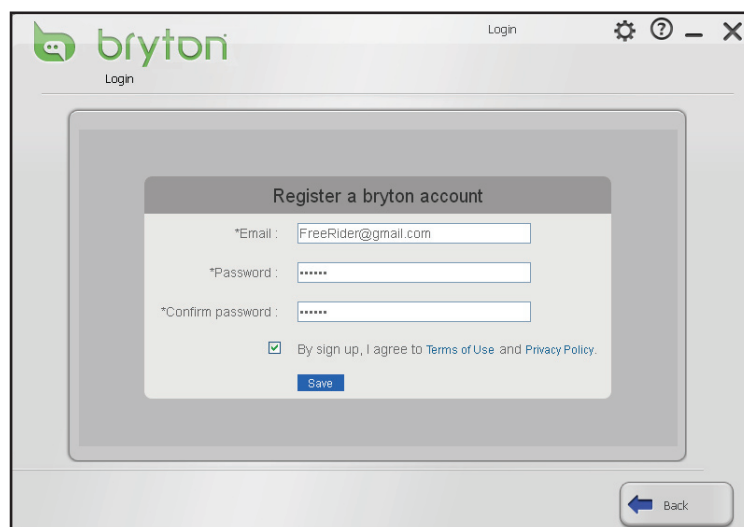 bryton
Login
Login
Register a bryton account
*Email : FreeRider@gmail.com
*Password : ••••••
*Confirm password : ••••••
By sign up, I agree to Terms of Use and Privacy Policy.
Save
Back